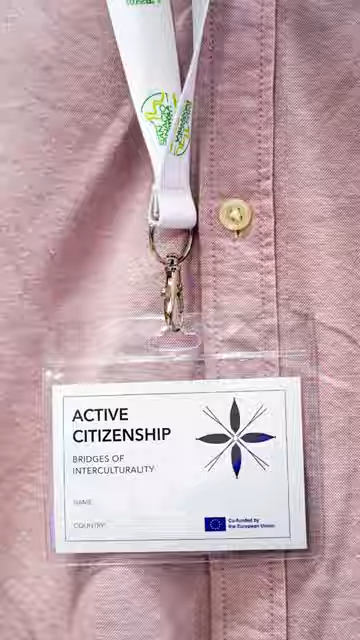 ACTIVE
CITIZENSHIP
BRIDGES OF
INTERCULTURALITY
NAME:
COUNTRY:
Co-funded by
the European Union